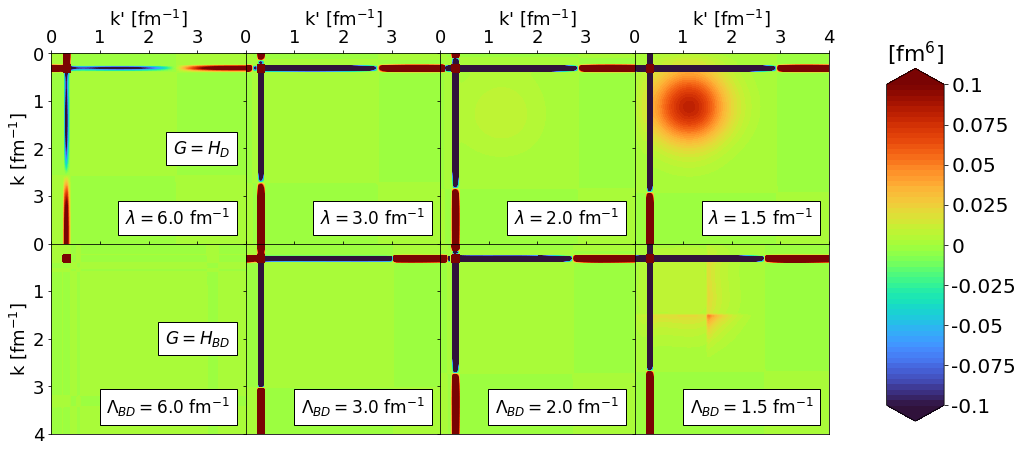 k' [fm⁻¹] k' [fm⁻¹] k' [fm⁻¹] k' [fm⁻¹]
0 1 2 3 0 1 2 3 0 1 2 3 0 1 2 3 4
[fm⁶]
k [fm⁻¹]
0
1
2
3
0
G = H_D
λ = 6.0 fm⁻¹ λ = 3.0 fm⁻¹ λ = 2.0 fm⁻¹ λ = 1.5 fm⁻¹
k [fm⁻¹]
1
2
3
4
G = H_BD
Λ_BD = 6.0 fm⁻¹ Λ_BD = 3.0 fm⁻¹ Λ_BD = 2.0 fm⁻¹ Λ_BD = 1.5 fm⁻¹
0.1
0.075
0.05
0.025
0
-0.025
-0.05
-0.075
-0.1